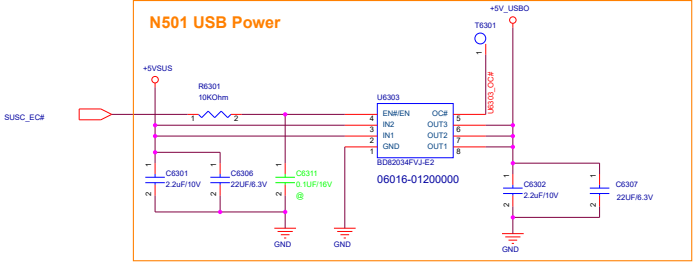 N501 USB Power
+5V_USBO
T6301
1
+5VSUS
R6301
10KOhm
1 2
SUSC_EC#
U6303_OC#
U6303
4 EN#/EN OC# 5
3 IN2 OUT3 6
2 IN1 OUT2 7
1 GND OUT1 8
BD82034FVJ-E2
06016-01200000
1 C6301 2.2uF/10V 2
1 C6306 22UF/6.3V 2
1 C6311 0.1UF/16V @ 2
1 C6302 2.2uF/10V 2
1 C6307 22UF/6.3V 2
GND
GND
GND